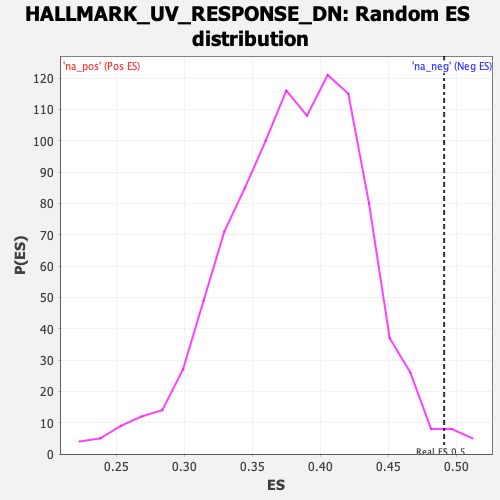 HALLMARK_UV_RESPONSE_DN: Random ES
distribution
'na_pos' (Pos ES)
'na_neg' (Neg ES)
120
110
100
90
80
70
60
50
40
30
20
10
0
P(ES)
Real ES 0.5
0.25 0.30 0.35 0.40 0.45 0.50
ES